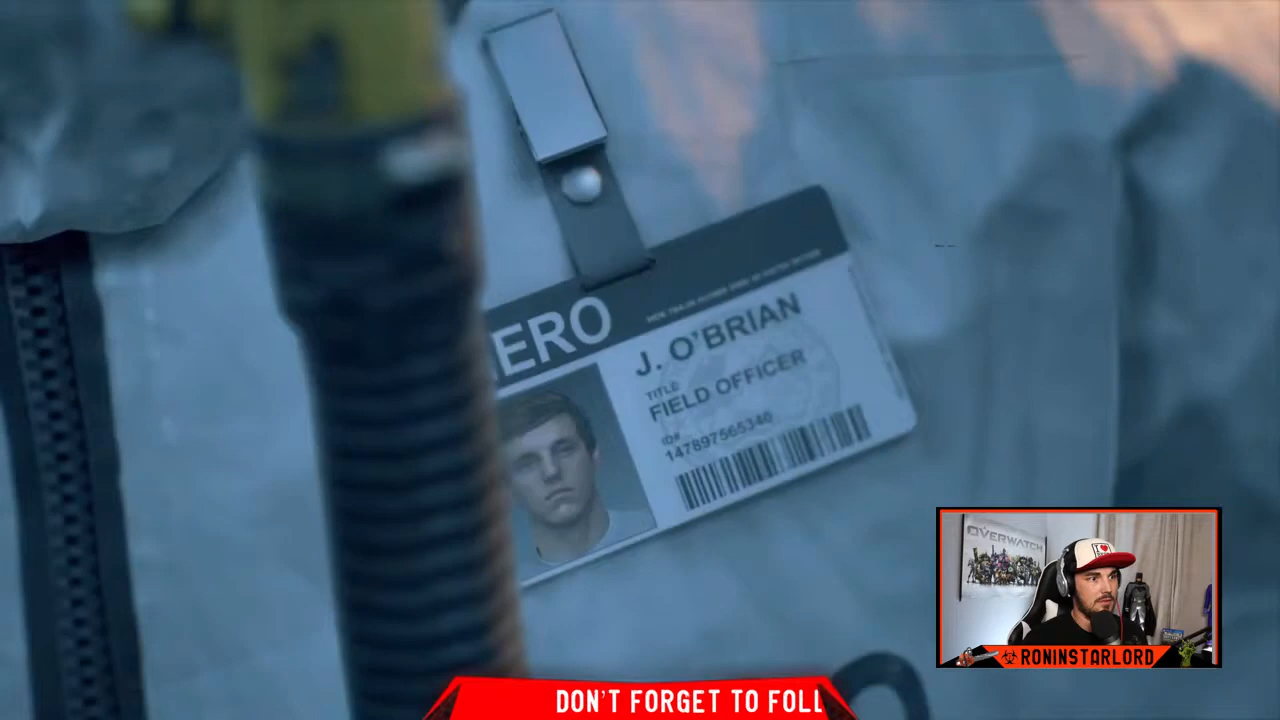 ERO
J. O'BRIAN
TITLE
FIELD OFFICER
ID#
147897565340
OVERWATCH
RONINSTARLORD
DON'T FORGET TO FOLL